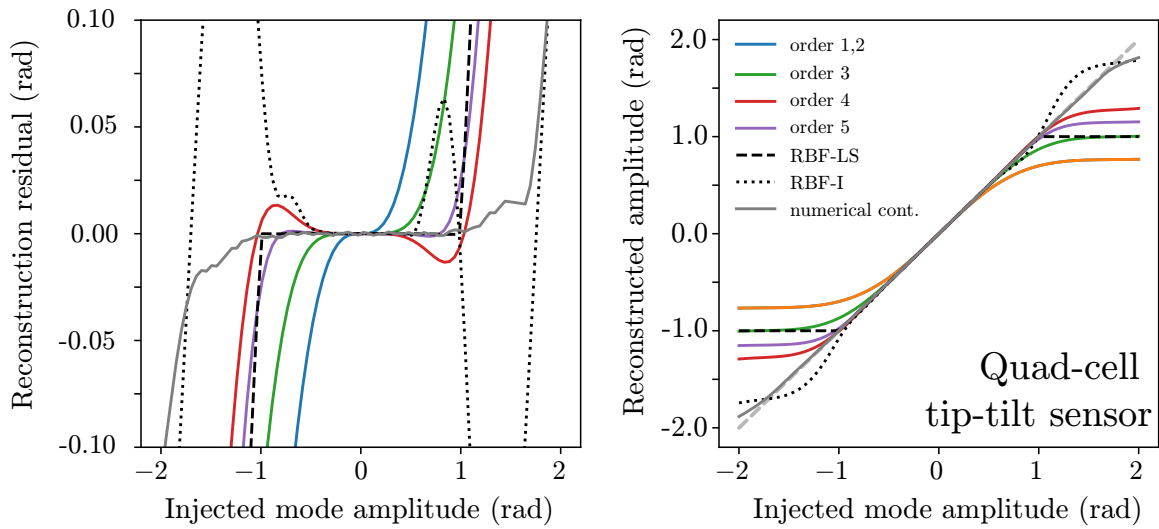 Reconstruction residual (rad)
0.10
0.05
0.00
-0.05
-0.10
−2
−1
0
1
2
Injected mode amplitude (rad)
Reconstructed amplitude (rad)
2.0
1.0
0.0
-1.0
-2.0
order 1,2
order 3
order 4
order 5
RBF-LS
RBF-I
numerical cont.
Quad-cell
tip-tilt sensor
−2
−1
0
1
2
Injected mode amplitude (rad)